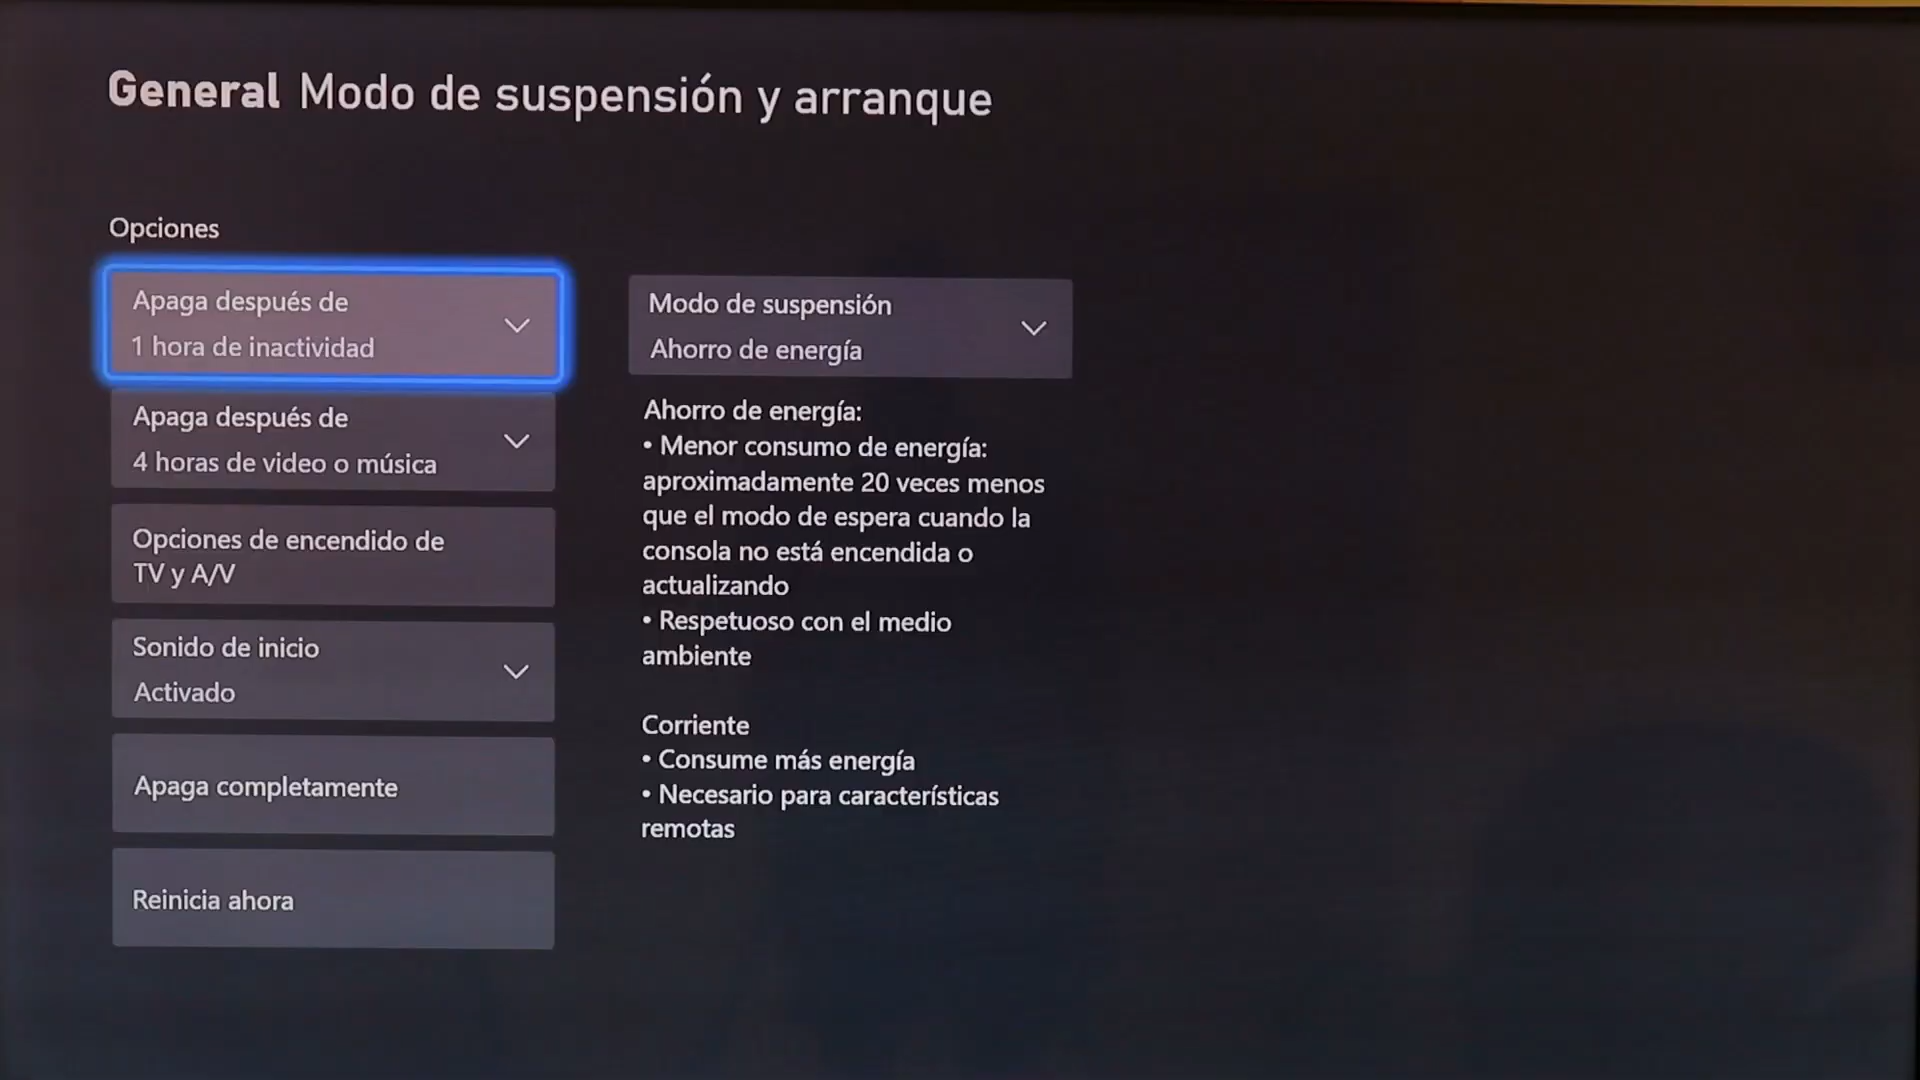 General Modo de suspensión y arranque
Opciones
Apaga después de
1 hora de inactividad
Apaga después de
4 horas de video o música
Opciones de encendido de
TV y A/V
Sonido de inicio
Activado
Apaga completamente
Reinicia ahora
Modo de suspensión
Ahorro de energía
Ahorro de energía:
• Menor consumo de energía:
aproximadamente 20 veces menos
que el modo de espera cuando la
consola no está encendida o
actualizando
• Respetuoso con el medio
ambiente
Corriente
• Consume más energía
• Necesario para características
remotas